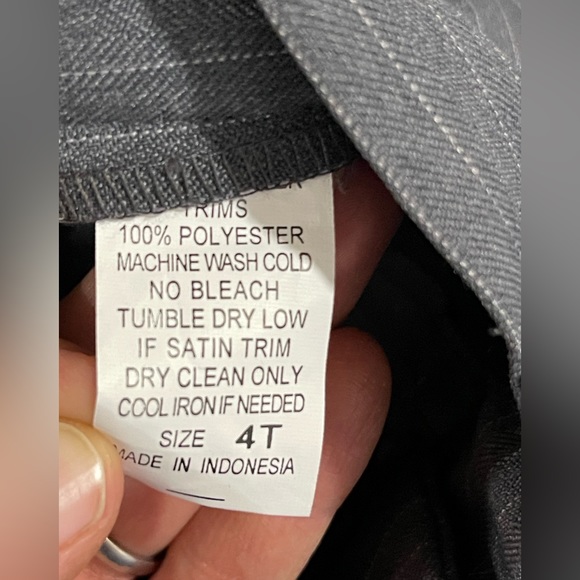 TRIMS
100% POLYESTER
MACHINE WASH COLD
NO BLEACH
TUMBLE DRY LOW
IF SATIN TRIM
DRY CLEAN ONLY
COOL IRON IF NEEDED
SIZE 4T
MADE IN INDONESIA